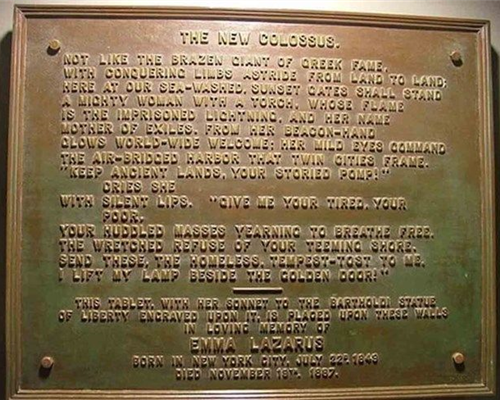 THE NEW COLOSSUS.
NOT LIKE THE BRAZEN GIANT OF GREEK FAME,
WITH CONQUERING LIMBS ASTRIDE FROM LAND TO LAND;
HERE AT OUR SEA-WASHED, SUNSET GATES SHALL STAND
A MIGHTY WOMAN WITH A TORCH, WHOSE FLAME
IS THE IMPRISONED LIGHTNING, AND HER NAME
MOTHER OF EXILES. FROM HER BEACON-HAND
GLOWS WORLD-WIDE WELCOME; HER MILD EYES COMMAND
THE AIR-BRIDGED HARBOR THAT TWIN CITIES FRAME.
"KEEP ANCIENT LANDS, YOUR STORIED POMP!"
CRIES SHE
WITH SILENT LIPS. "GIVE ME YOUR TIRED, YOUR
POOR,
YOUR HUDDLED MASSES YEARNING TO BREATHE FREE,
THE WRETCHED REFUSE OF YOUR TEEMING SHORE.
SEND THESE, THE HOMELESS, TEMPEST-TOST TO ME,
I LIFT MY LAMP BESIDE THE GOLDEN DOOR!"
THIS TABLET, WITH HER SONNET TO THE BARTHOLDI STATUE
OF LIBERTY ENGRAVED UPON IT, IS PLACED UPON THESE WALLS
IN LOVING MEMORY OF
EMMA LAZARUS
BORN IN NEW YORK CITY, JULY 22D, 1849
DIED NOVEMBER 19TH, 1887.